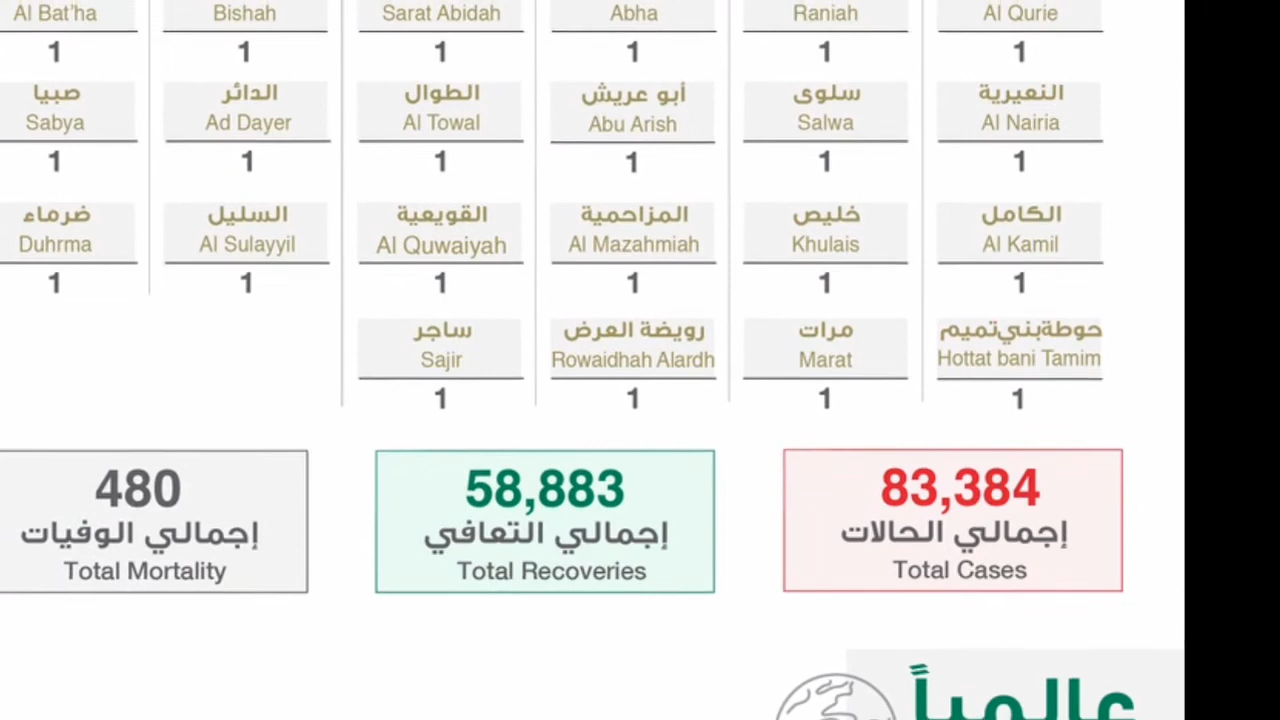 Al Bat'ha Bishah Sarat Abidah Abha Raniah Al Qurie
1 1 1 1 1 1
صبيا الدائر الطوال أبو عريش سلوى النعيرية
Sabya Ad Dayer Al Towal Abu Arish Salwa Al Nairia
1 1 1 1 1 1
ضرماء السليل القويعية المزاحمية خليص الكامل
Duhrma Al Sulayyil Al Quwaiyah Al Mazahmiah Khulais Al Kamil
1 1 1 1 1 1
ساجر رويضة العرض مرات حوطة بني تميم
Sajir Rowaidhah Alardh Marat Hottat bani Tamim
1 1 1 1
480 58,883 83,384
إجمالي الوفيات إجمالي التعافي إجمالي الحالات
Total Mortality Total Recoveries Total Cases
عالمياً